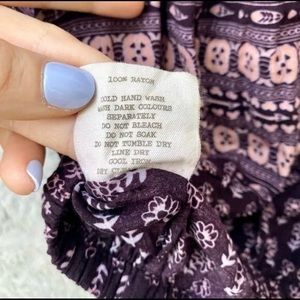 100% RAYON
COLD HAND WASH
WASH DARK COLOURS
SEPARATELY
DO NOT BLEACH
DO NOT SOAK
DO NOT TUMBLE DRY
LINE DRY
COOL IRON
DRY